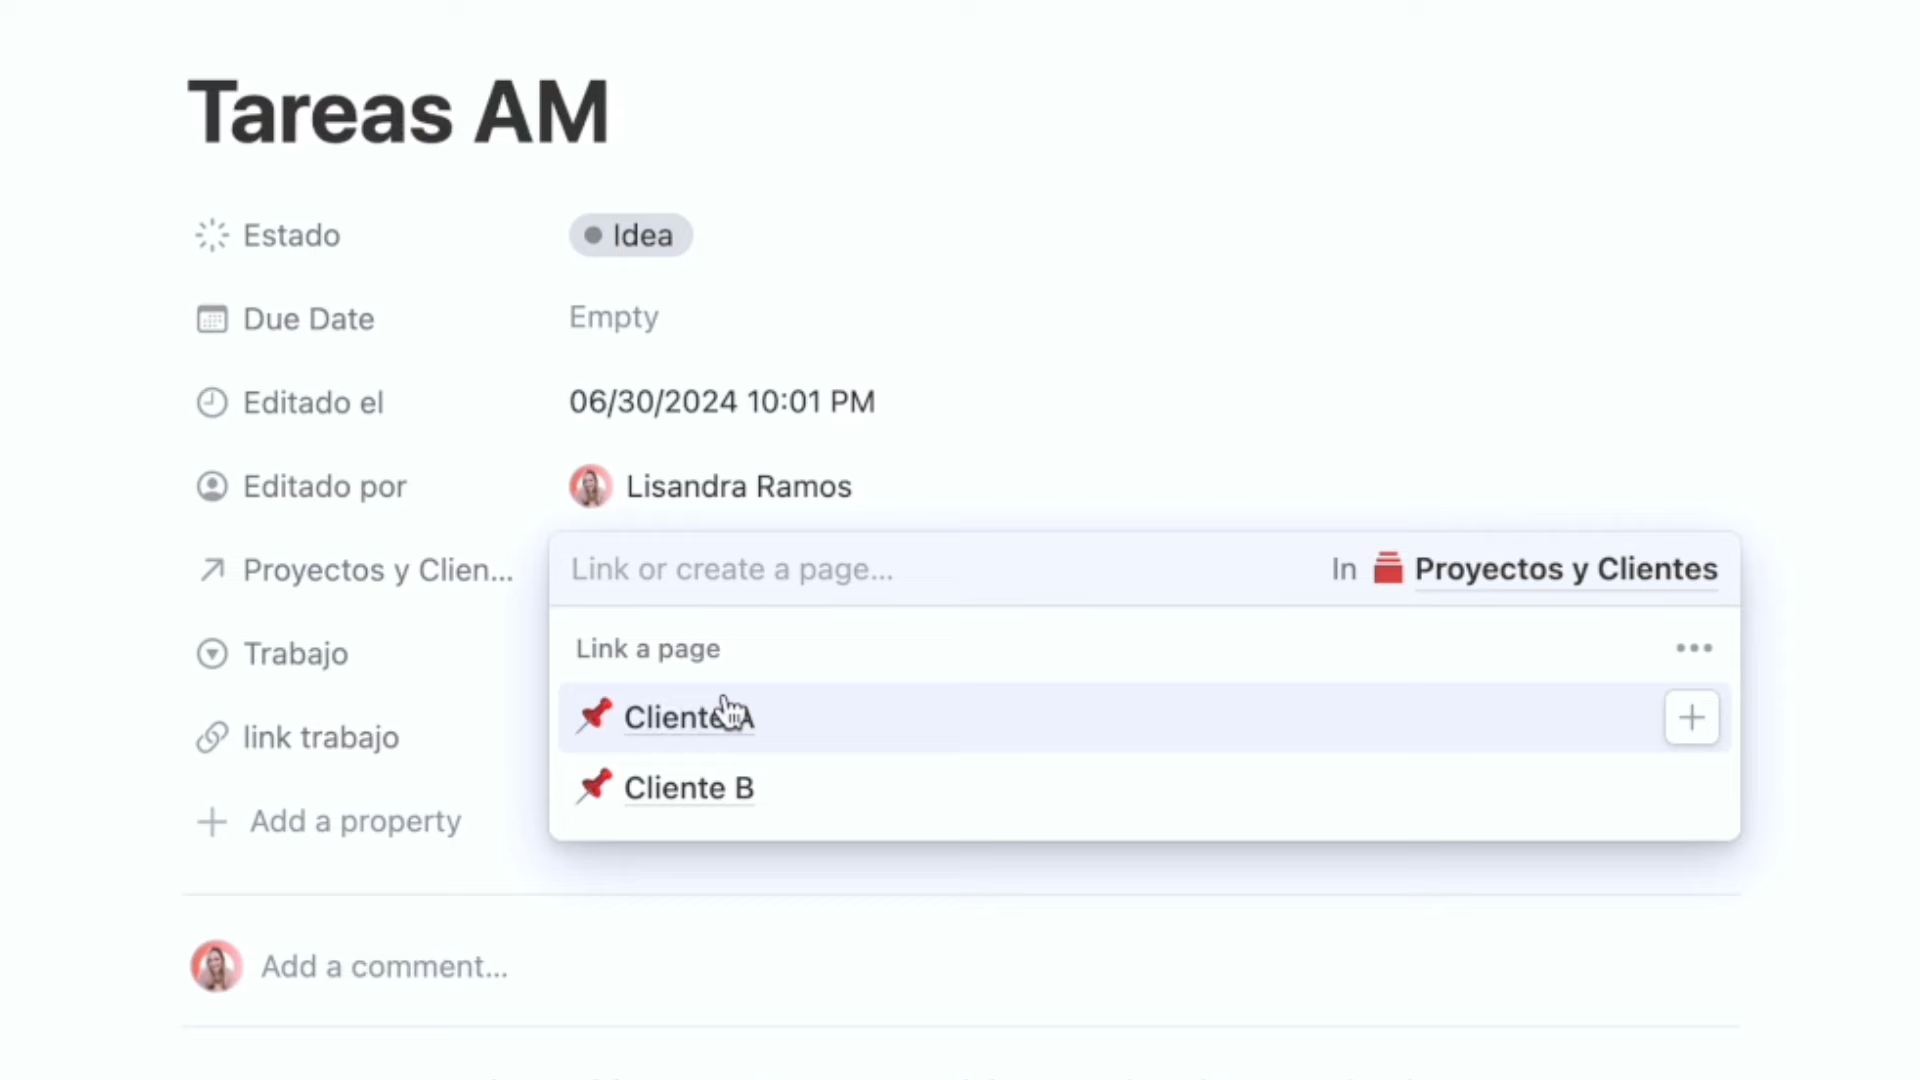 Tareas AM
Estado
Idea
Due Date
Empty
Editado el
06/30/2024 10:01 PM
Editado por
Lisandra Ramos
Proyectos y Clien...
Link or create a page...
In Proyectos y Clientes
Trabajo
Link a page
Cliente A
link trabajo
Cliente B
Add a property
Add a comment...